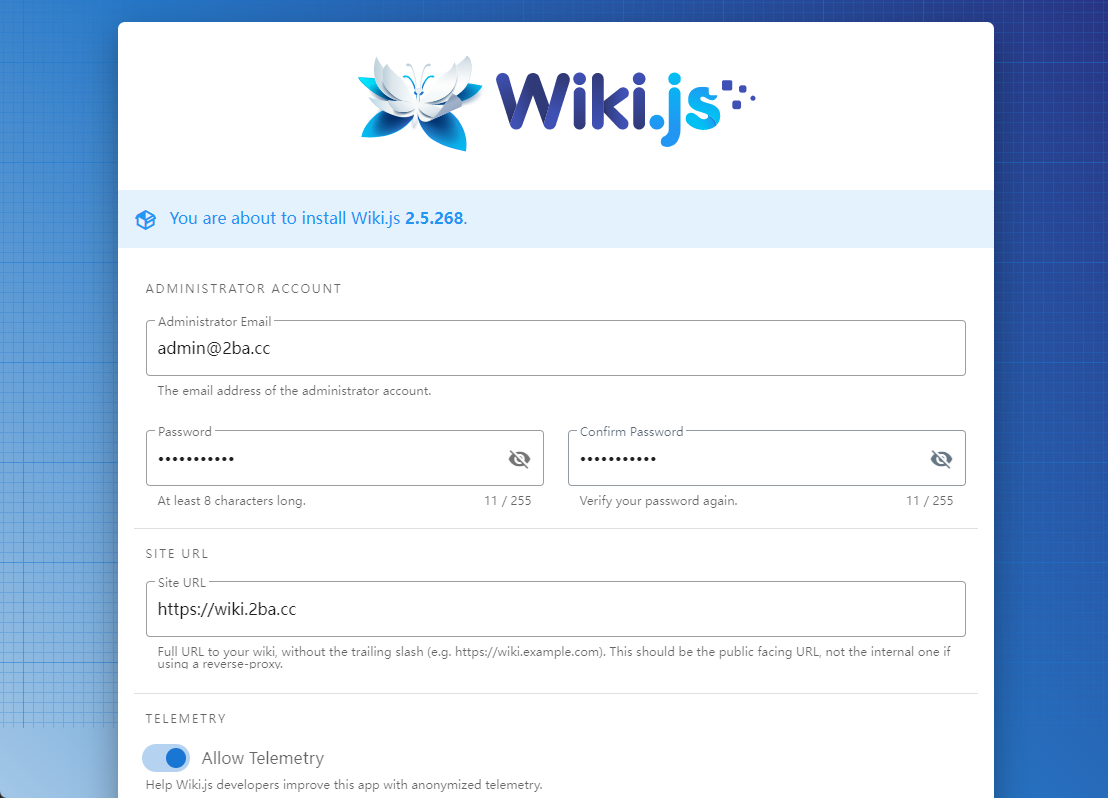 Wiki.js
You are about to install Wiki.js 2.5.268.
ADMINISTRATOR ACCOUNT
Administrator Email
admin@2ba.cc
The email address of the administrator account.
Password Confirm Password
••••••••••• •••••••••••
At least 8 characters long. 11 / 255 Verify your password again. 11 / 255
SITE URL
Site URL
https://wiki.2ba.cc
Full URL to your wiki, without the trailing slash (e.g. https://wiki.example.com). This should be the public facing URL, not the internal one if
using a reverse-proxy.
TELEMETRY
Allow Telemetry
Help Wiki.js developers improve this app with anonymized telemetry.